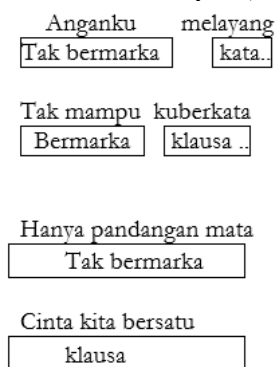 Anganku melayang
Tak bermarka kata..
Tak mampu kuberkata
Bermarka klausa ..
Hanya pandangan mata
Tak bermarka
Cinta kita bersatu
klausa